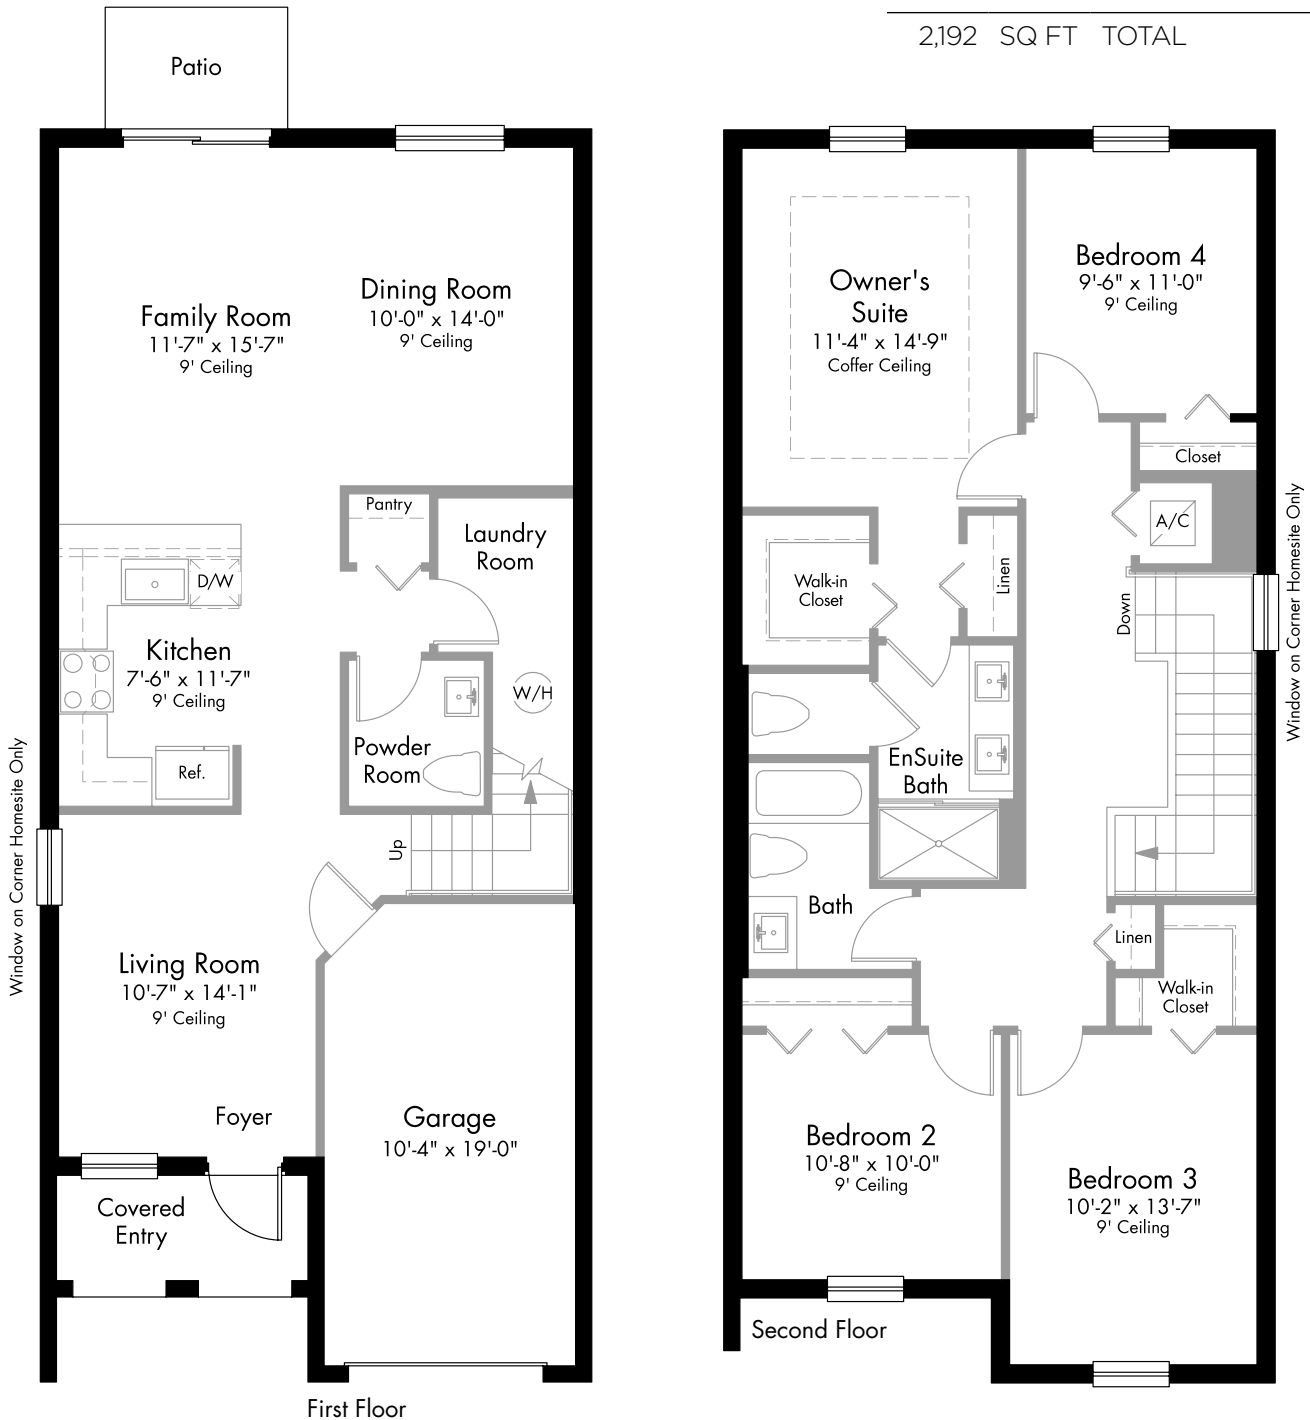 2,192 SQ FT TOTAL
Patio
Family Room
11'-7" x 15'-7"
9' Ceiling
Dining Room
10'-0" x 14'-0"
9' Ceiling
Pantry
Laundry
Room
D/W
Kitchen
7'-6" x 11'-7"
9' Ceiling
Ref.
W/H
Powder
Room
Up
Window on Corner Homesite Only
Living Room
10'-7" x 14'-1"
9' Ceiling
Foyer
Garage
10'-4" x 19'-0"
Covered
Entry
First Floor
Owner's
Suite
11'-4" x 14'-9"
Coffer Ceiling
Bedroom 4
9'-6" x 11'-0"
9' Ceiling
Closet
A/C
Walk-in
Closet
Linen
Down
Window on Corner Homesite Only
EnSuite
Bath
Bath
Linen
Walk-in
Closet
Bedroom 2
10'-8" x 10'-0"
9' Ceiling
Bedroom 3
10'-2" x 13'-7"
9' Ceiling
Second Floor